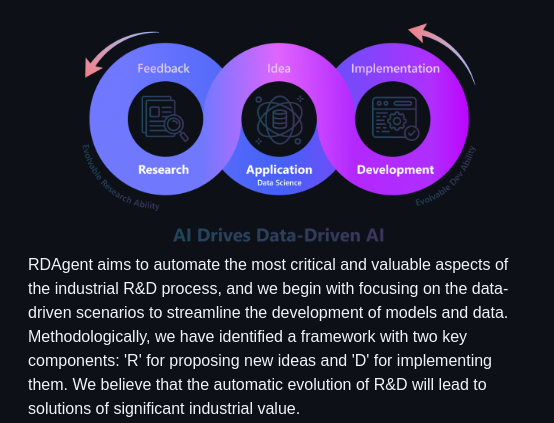 Feedback
Idea
Implementation
Research
Application
Data Science
Development
Evolvable Research Ability
Evolvable Dev Ability
AI Drives Data-Driven AI
RDAgent aims to automate the most critical and valuable aspects of
the industrial R&D process, and we begin with focusing on the data-
driven scenarios to streamline the development of models and data.
Methodologically, we have identified a framework with two key
components: 'R' for proposing new ideas and 'D' for implementing
them. We believe that the automatic evolution of R&D will lead to
solutions of significant industrial value.